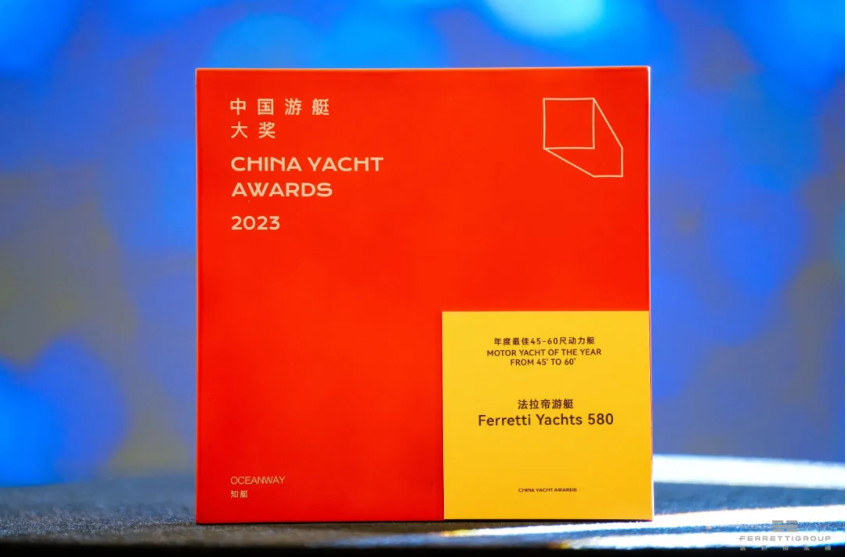 中国游艇
大奖
CHINA YACHT
AWARDS
2023
年度最佳45-60尺动力艇
MOTOR YACHT OF THE YEAR
FROM 45' TO 60'
法拉帝游艇
Ferretti Yachts 580
CHINA YACHT AWARDS
OCEANWAY
知艇
FERRETTIGROUP